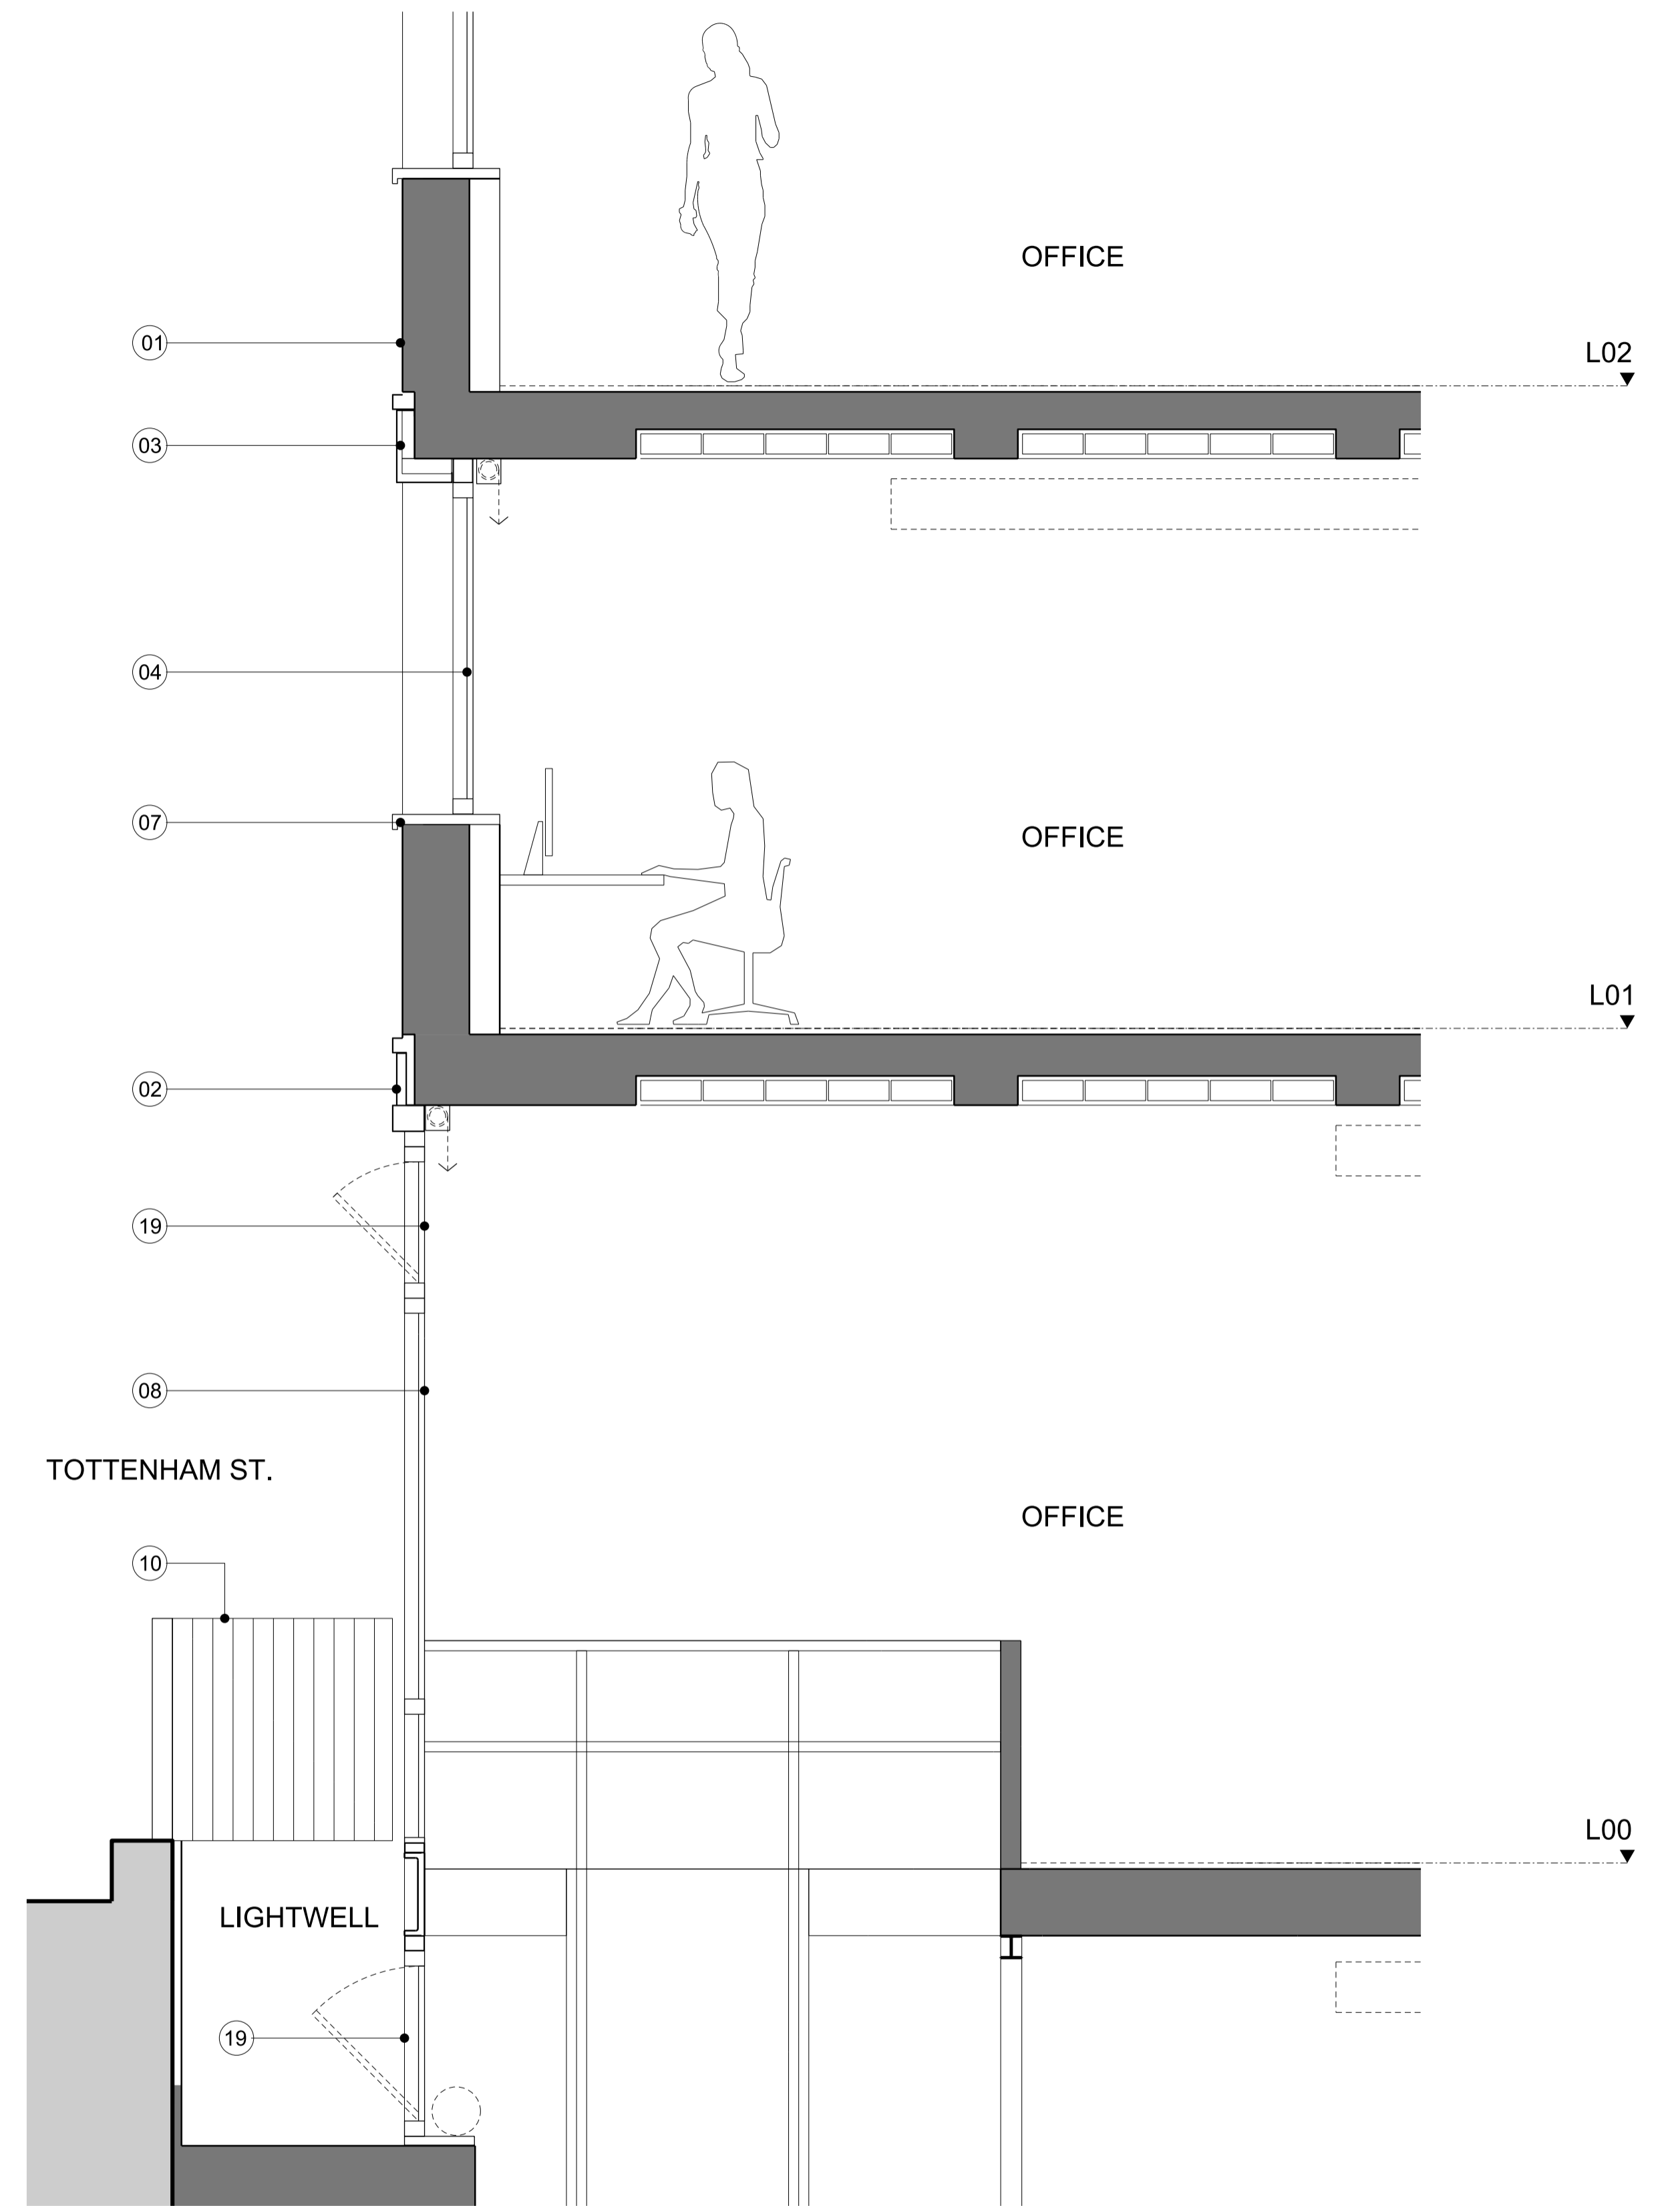 OFFICE
01
L02
03
04
07
OFFICE
L01
02
19
08
TOTTENHAM ST.
OFFICE
10
L00
LIGHTWELL
19